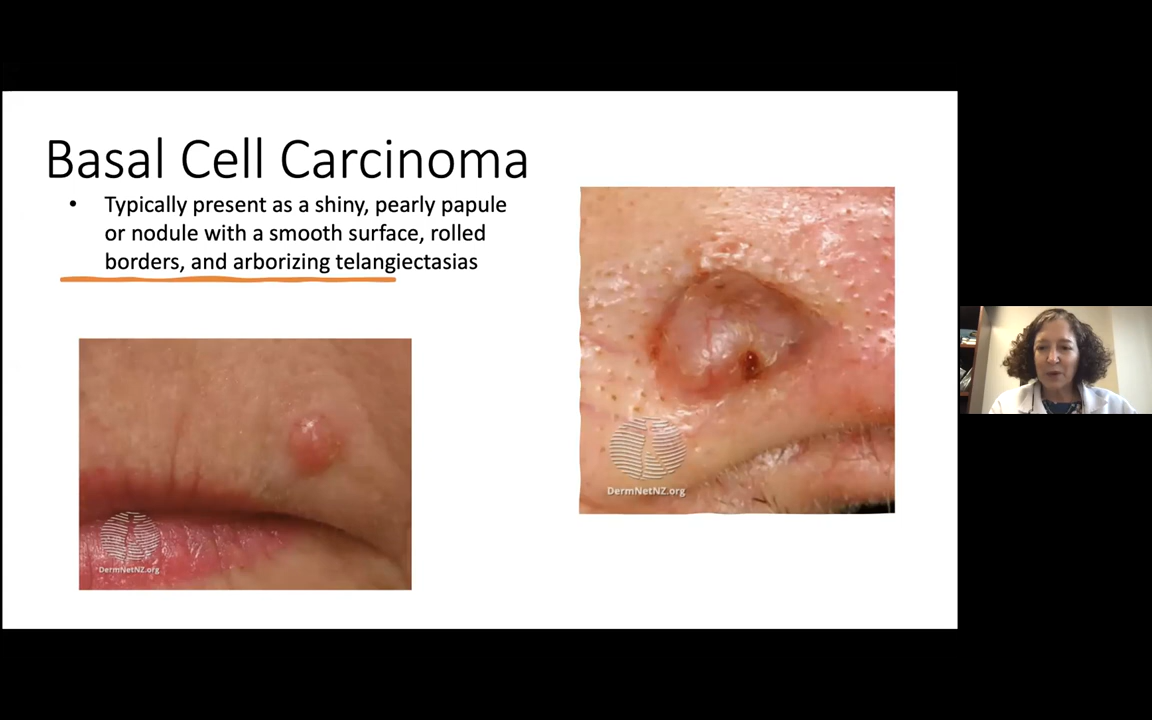 Basal Cell Carcinoma
• Typically present as a shiny, pearly papule
or nodule with a smooth surface, rolled
borders, and arborizing telangiectasias
DermNetNZ.org
DermNetNZ.org